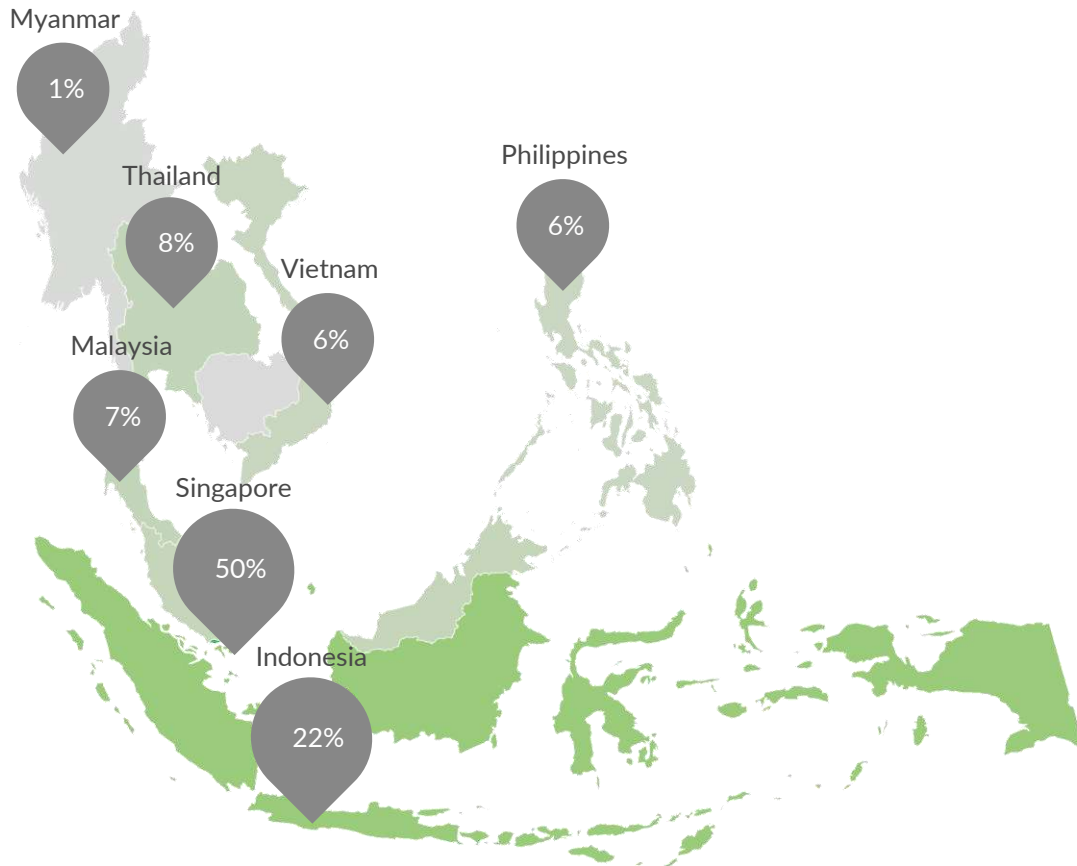 Myanmar
1%
Philippines
6%
Thailand
8%
Vietnam
6%
Malaysia
7%
Singapore
50%
Indonesia
22%